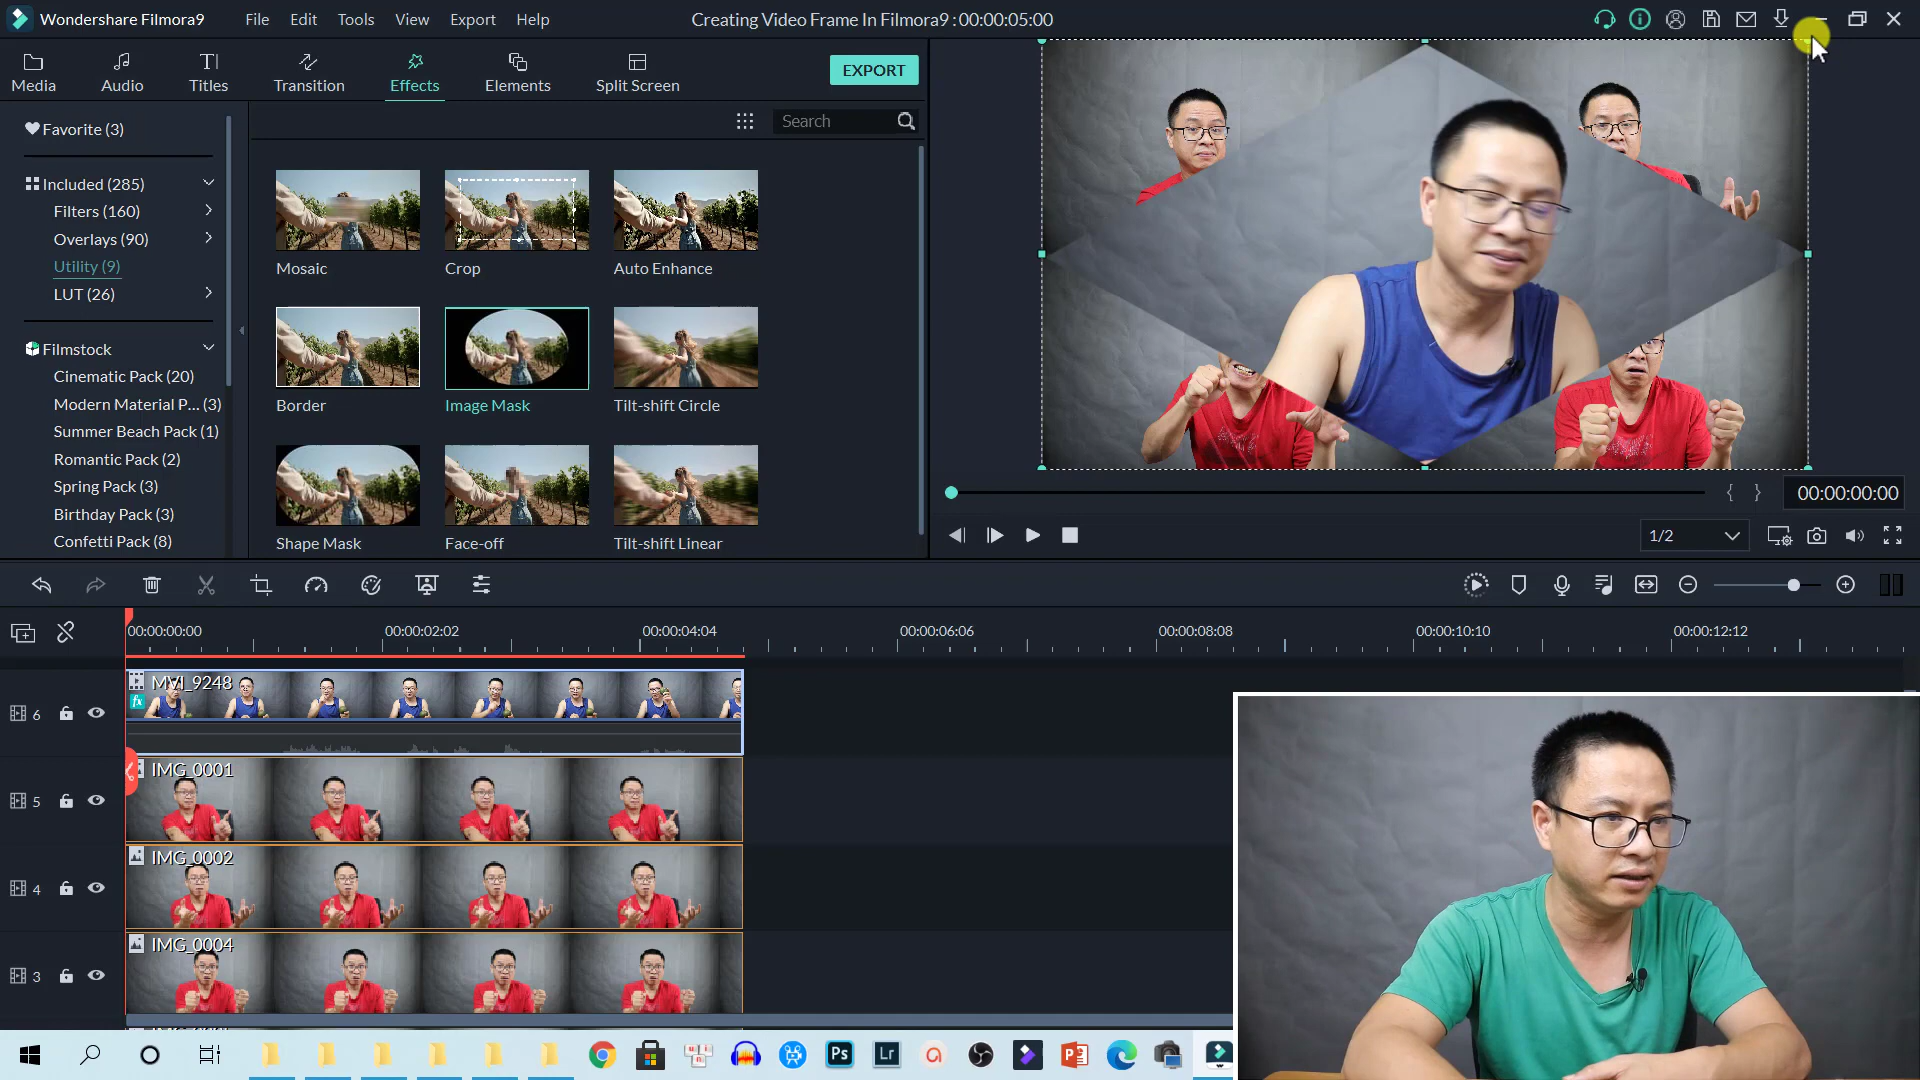 Wondershare Filmora9
File
Edit
Tools
View
Export
Help
Creating Video Frame In Filmora9 : 00:00:05:00
Media
Audio
Titles
Transition
Effects
Elements
Split Screen
EXPORT
Favorite (3)
Included (285)
Filters (160)
Overlays (90)
Utility (9)
LUT (26)
Filmstock
Cinematic Pack (20)
Modern Material P... (3)
Summer Beach Pack (1)
Romantic Pack (2)
Spring Pack (3)
Birthday Pack (3)
Confetti Pack (8)
Search
Mosaic
Crop
Auto Enhance
Border
Image Mask
Tilt-shift Circle
Shape Mask
Face-off
Tilt-shift Linear
00:00:00:00
1/2
00:00:00:00
00:00:02:02
00:00:04:04
00:00:06:06
00:00:08:08
00:00:10:10
00:00:12:12
6
MVI_9248
fx
5
IMG_0001
4
IMG_0002
3
IMG_0004
Ps
Lr